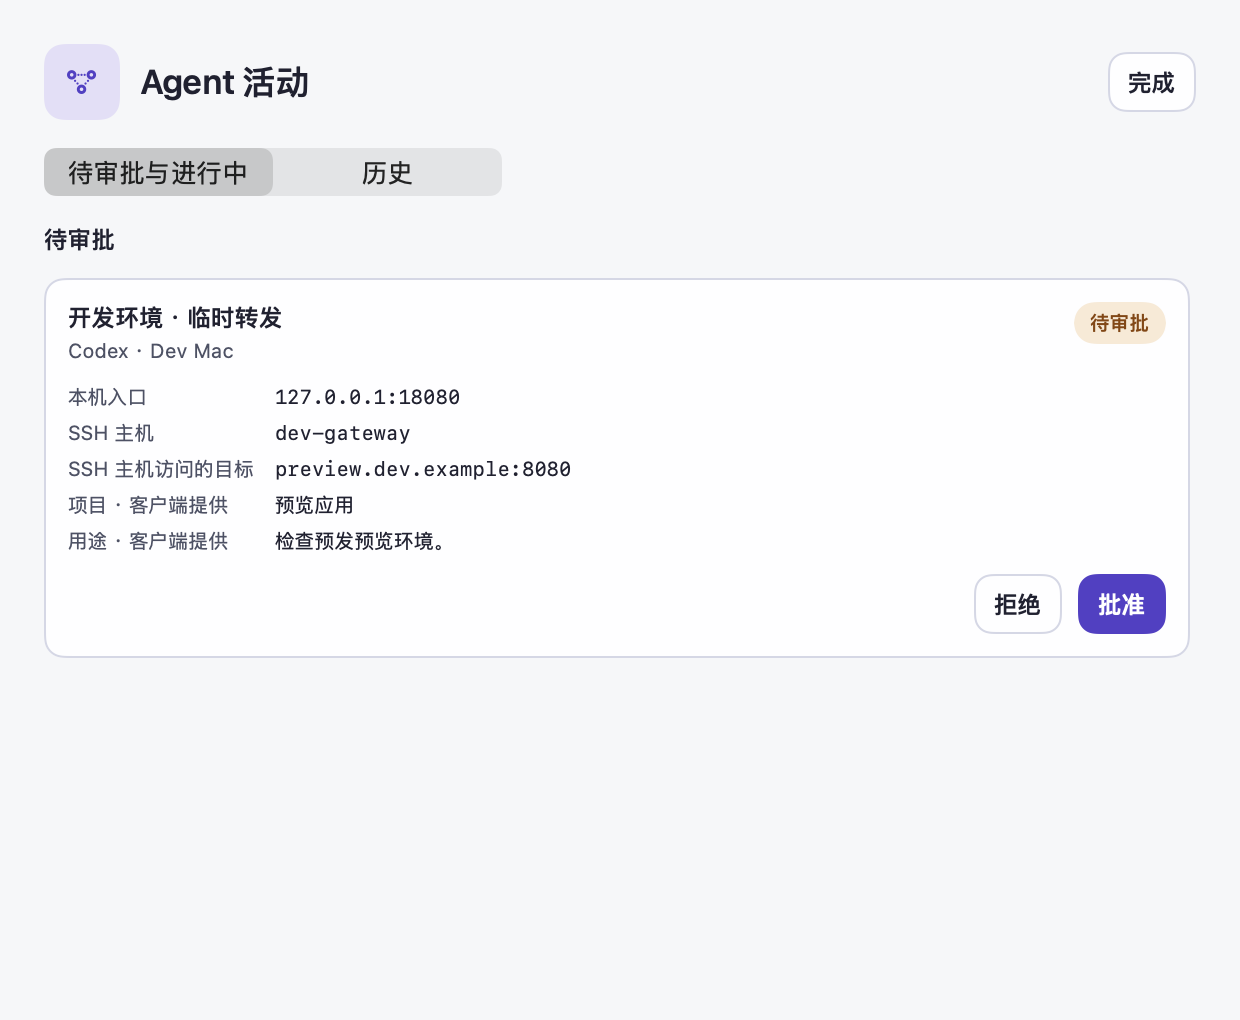 Agent 活动
完成
待审批与进行中
历史
待审批
开发环境 · 临时转发
待审批
Codex · Dev Mac
本机入口 127.0.0.1:18080
SSH 主机 dev-gateway
SSH 主机访问的目标 preview.dev.example:8080
项目 · 客户端提供 预览应用
用途 · 客户端提供 检查预发预览环境。
拒绝
批准